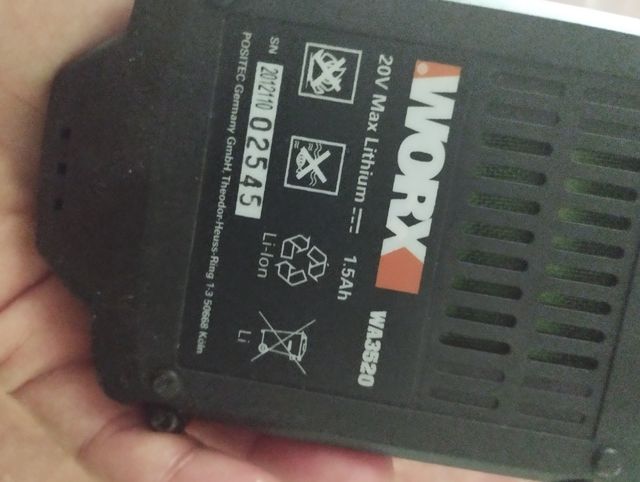 WORX
20V Max Lithium 1.5Ah WA3520
Li-Ion
Li
SN 2012110 02545
POSITEC Germany GmbH, Theodor-Heuss-Ring 1-3 50668 Köln